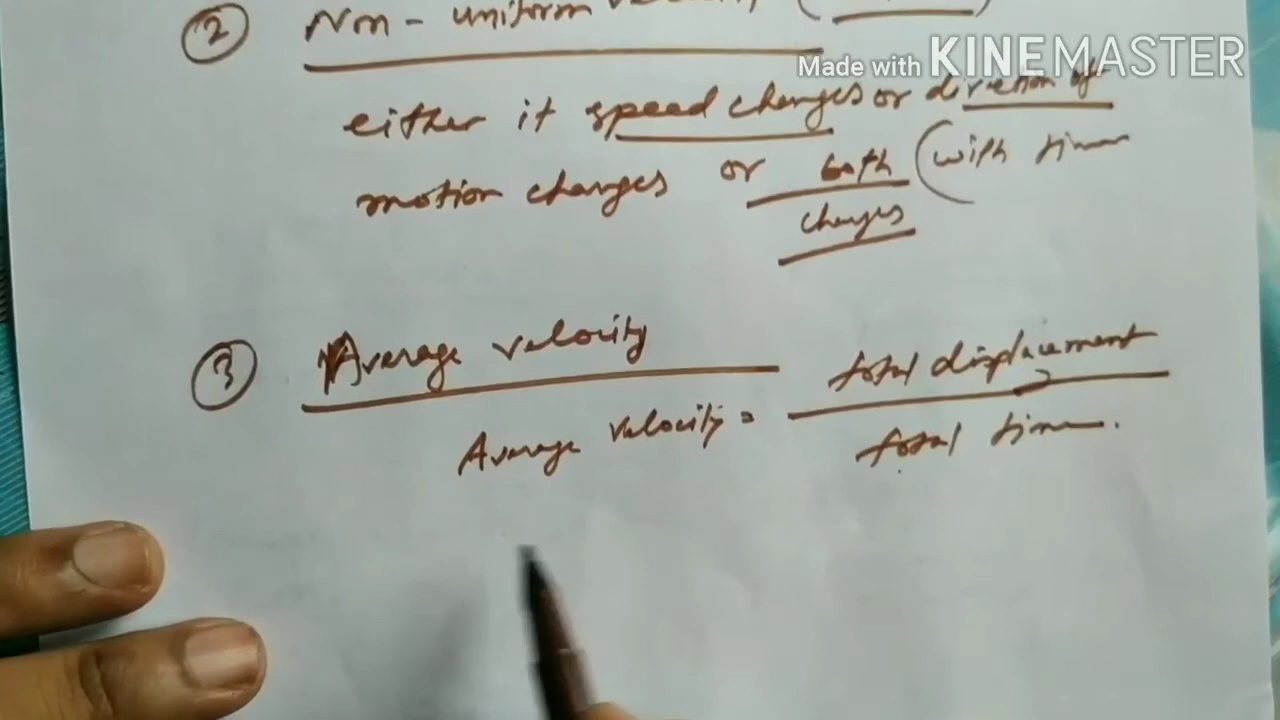 ② Non-uniform velocity
Made with KINEMASTER
either it speed changes or direction of
motion changes or both (with time
changes
③ Average velocity
Average velocity = total displacement
total time.